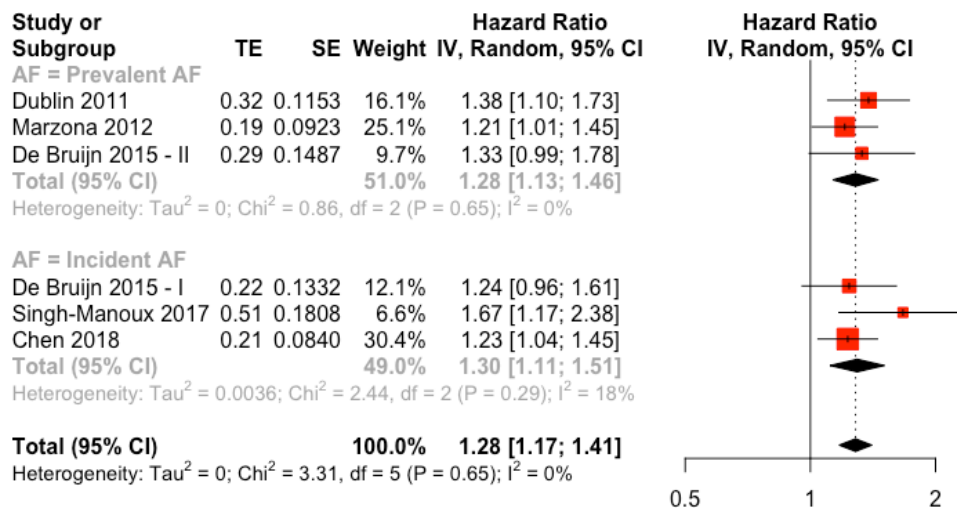 Study or Hazard Ratio Hazard Ratio
Subgroup TE SE Weight IV, Random, 95% CI IV, Random, 95% CI
AF = Prevalent AF
Dublin 2011 0.32 0.1153 16.1% 1.38 [1.10; 1.73]
Marzona 2012 0.19 0.0923 25.1% 1.21 [1.01; 1.45]
De Bruijn 2015 - II 0.29 0.1487 9.7% 1.33 [0.99; 1.78]
Total (95% CI) 51.0% 1.28 [1.13; 1.46]
Heterogeneity: Tau² = 0; Chi² = 0.86, df = 2 (P = 0.65); I² = 0%
AF = Incident AF
De Bruijn 2015 - I 0.22 0.1332 12.1% 1.24 [0.96; 1.61]
Singh-Manoux 2017 0.51 0.1808 6.6% 1.67 [1.17; 2.38]
Chen 2018 0.21 0.0840 30.4% 1.23 [1.04; 1.45]
Total (95% CI) 49.0% 1.30 [1.11; 1.51]
Heterogeneity: Tau² = 0.0036; Chi² = 2.44, df = 2 (P = 0.29); I² = 18%
Total (95% CI) 100.0% 1.28 [1.17; 1.41]
Heterogeneity: Tau² = 0; Chi² = 3.31, df = 5 (P = 0.65); I² = 0%
0.5 1 2